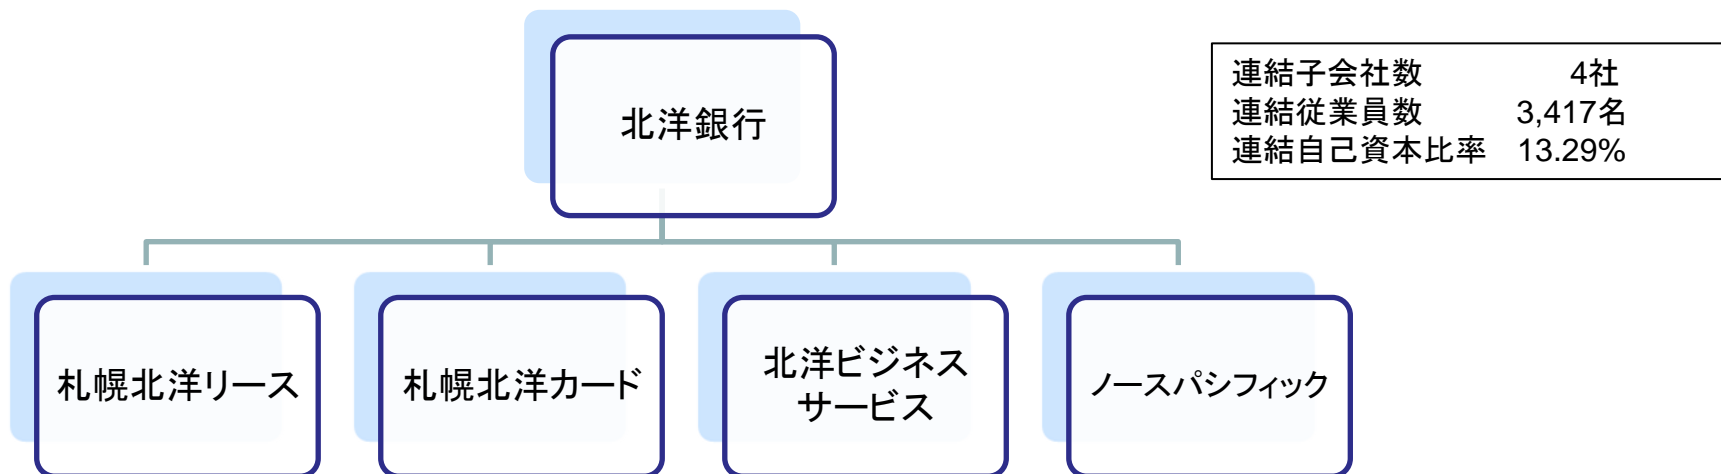 北洋銀行
連結子会社数 4社
連結従業員数 3,417名
連結自己資本比率 13.29%
札幌北洋リース
札幌北洋カード
北洋ビジネス
サービス
ノースパシフィック